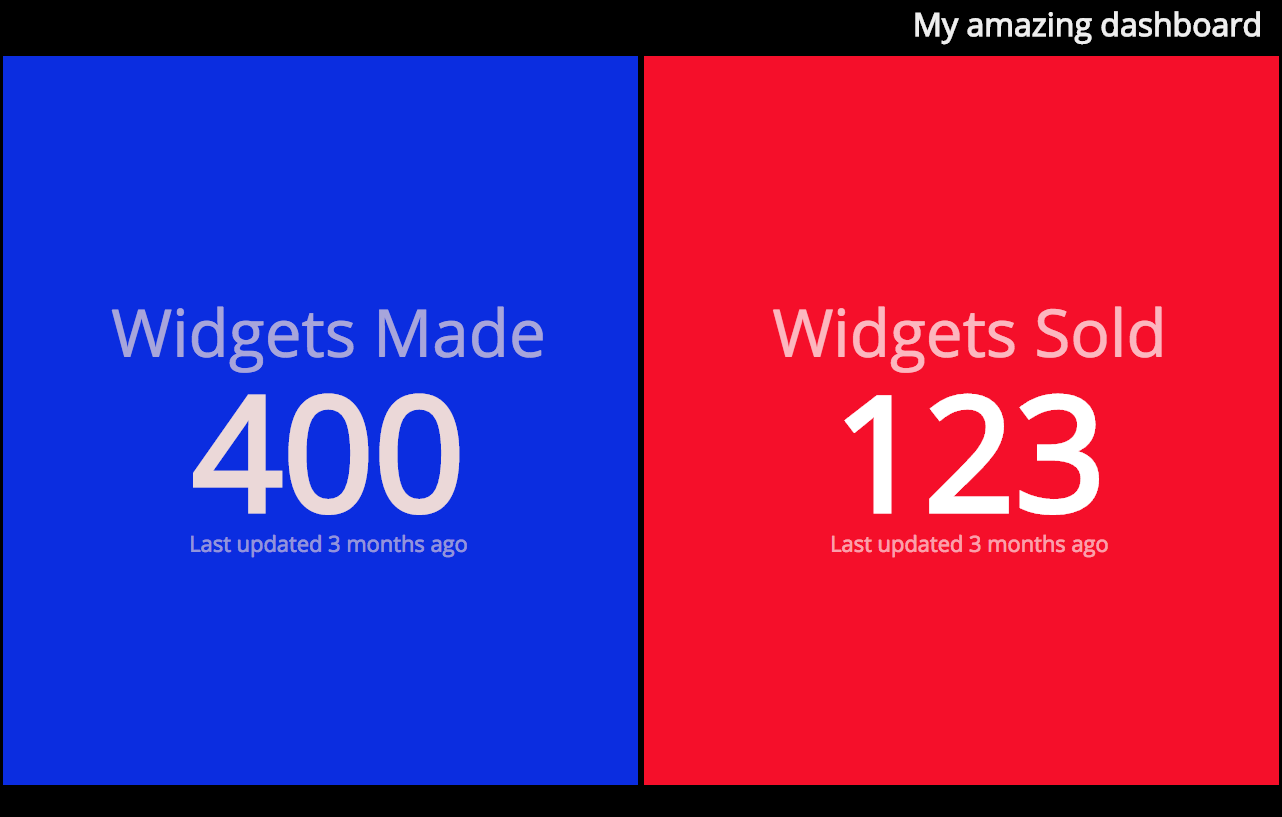 My amazing dashboard
Widgets Made
400
Last updated 3 months ago
Widgets Sold
123
Last updated 3 months ago